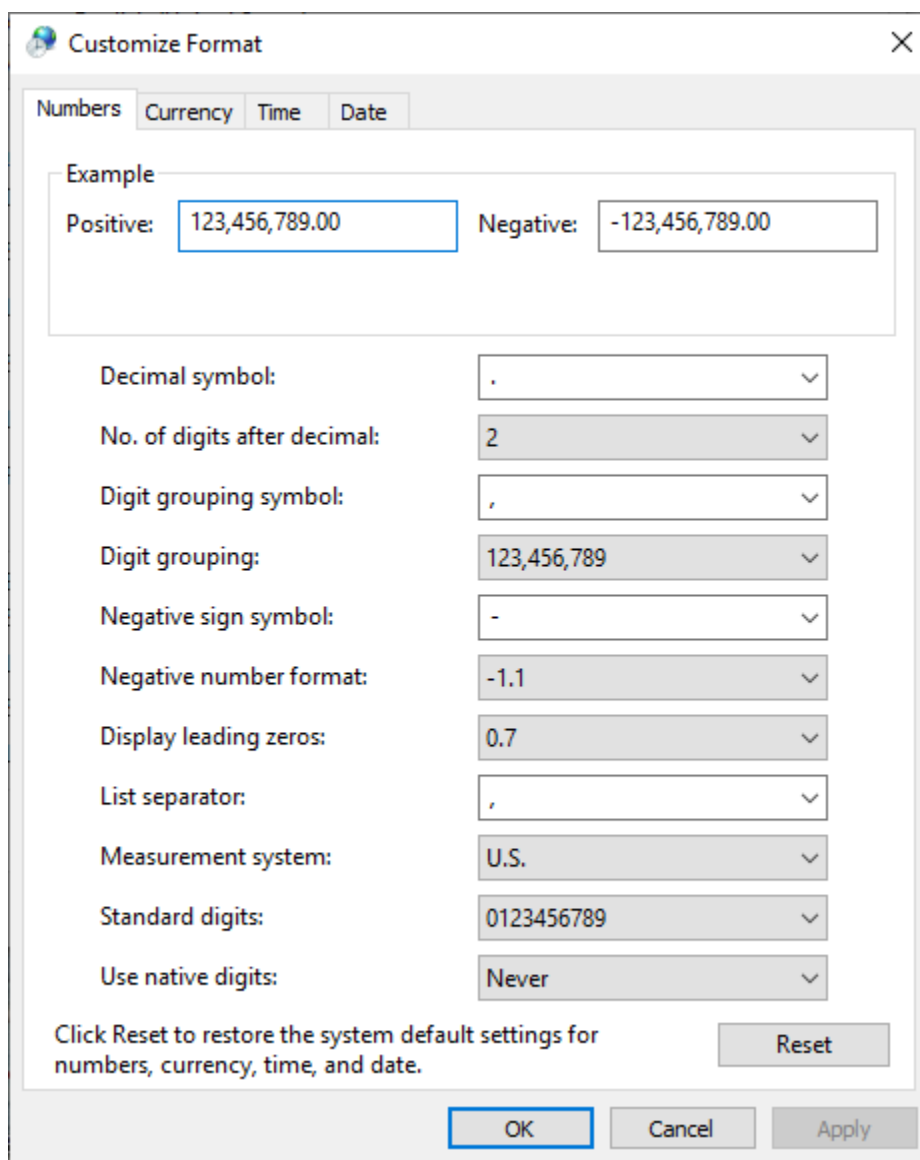 Customize Format
Numbers Currency Time Date
Example
Positive: 123,456,789.00 Negative: -123,456,789.00
Decimal symbol: .
No. of digits after decimal: 2
Digit grouping symbol: ,
Digit grouping: 123,456,789
Negative sign symbol: -
Negative number format: -1.1
Display leading zeros: 0.7
List separator: ,
Measurement system: U.S.
Standard digits: 0123456789
Use native digits: Never
Click Reset to restore the system default settings for
numbers, currency, time, and date.
Reset
OK Cancel Apply